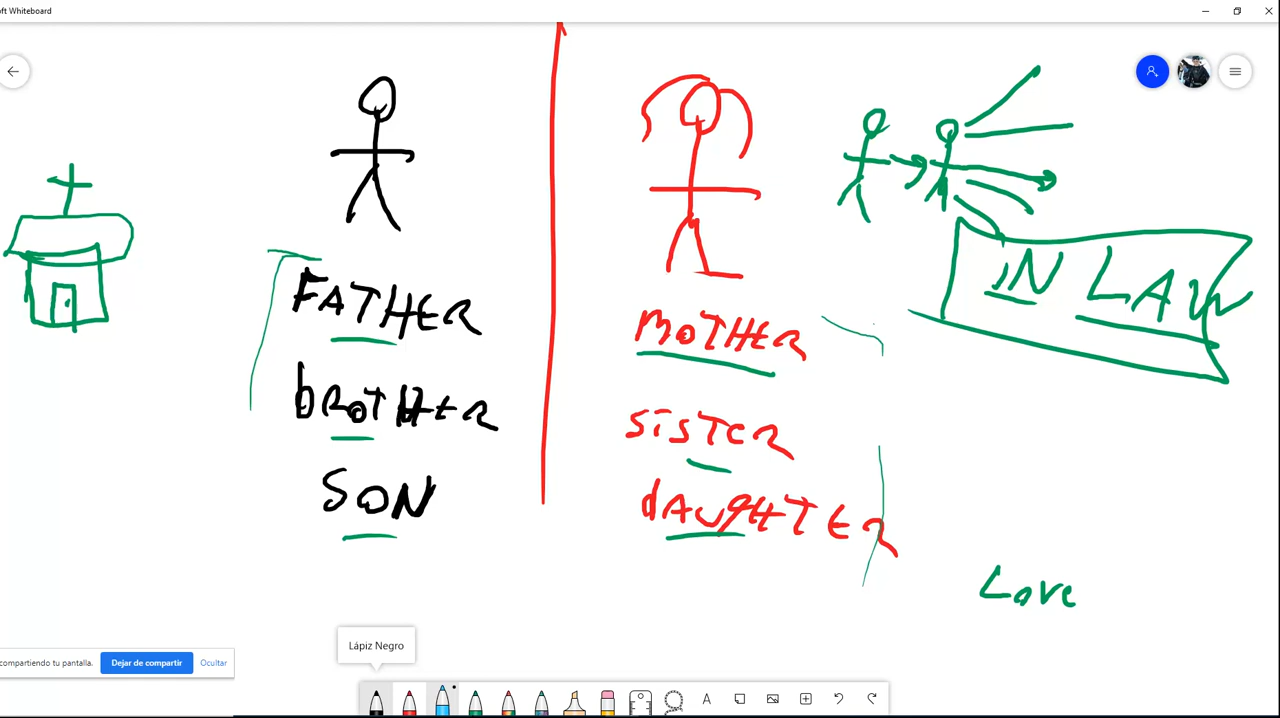 oft Whiteboard
FATHER
bROTHER
SON
MOTHER
SiSTER
dAUgHTER
iN LAW
Love
Lápiz Negro
compartiendo tu pantalla.
Dejar de compartir
Ocultar
A